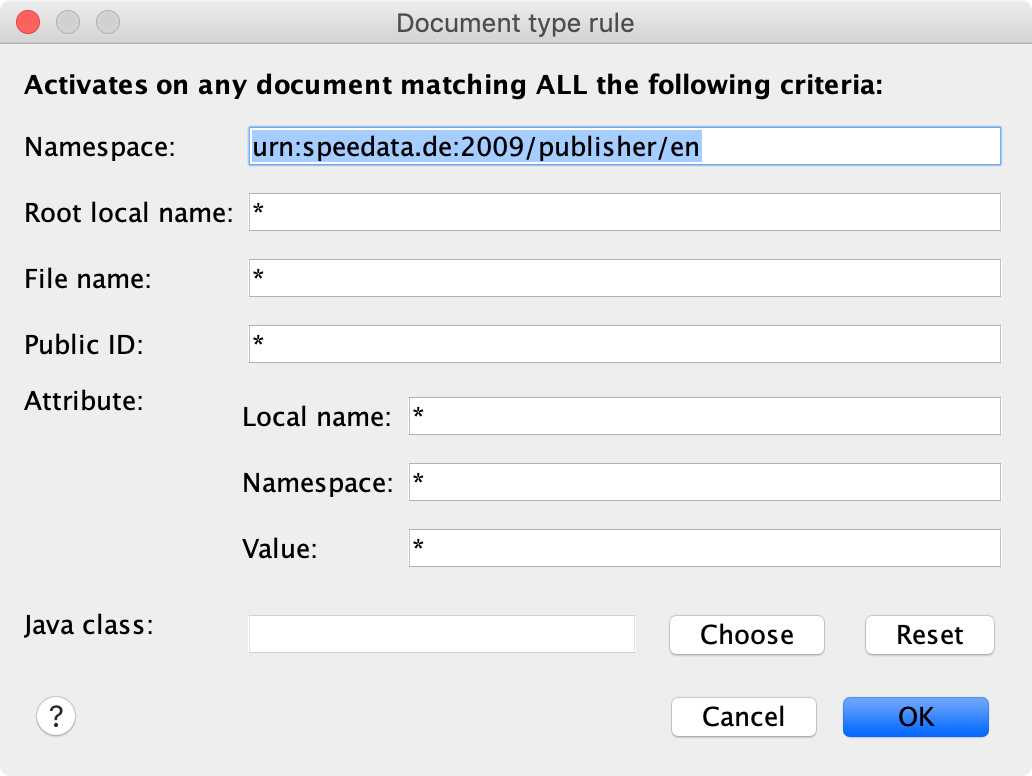 Document type rule
Activates on any document matching ALL the following criteria:
Namespace: urn:speedata.de:2009/publisher/en
Root local name: *
File name: *
Public ID: *
Attribute:
Local name: *
Namespace: *
Value: *
Java class: Choose Reset
? Cancel OK